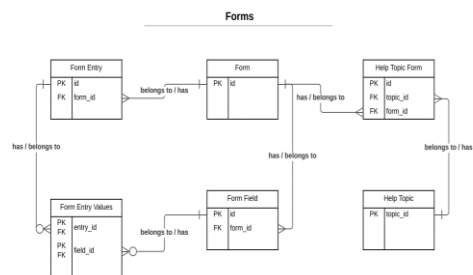 Forms
Form Entry
PK id
FK form_id
Form
PK id
Help Topic Form
PK id
FK topic_id
FK form_id
belongs to / has
has / belongs to
has / belongs to
has / belongs to
belongs to / has
Form Entry Values
PK
FK entry_id
PK
FK field_id
belongs to / has
Form Field
PK id
FK form_id
Help Topic
PK topic_id